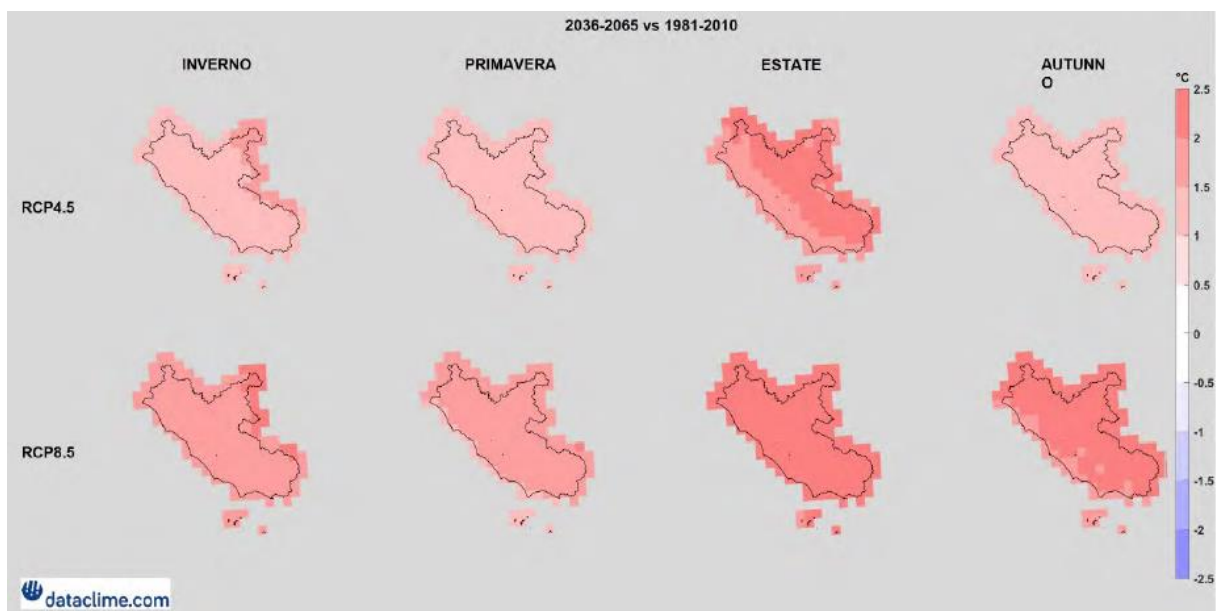 2036-2065 vs 1981-2010
INVERNO
PRIMAVERA
ESTATE
AUTUNN
O
°C
2.5
2
1.5
1
0.5
0
-0.5
-1
-1.5
-2
-2.5
RCP4.5
RCP8.5
dataclime.com